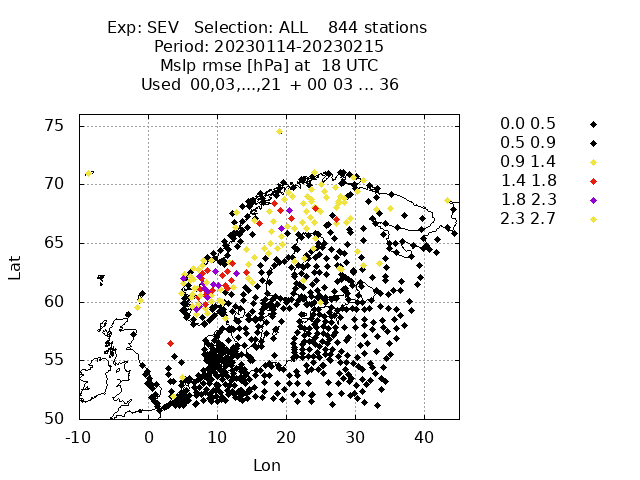 Exp: SEV   Selection: ALL    844 stations
Period: 20230114-20230215
Mslp rmse [hPa] at  18 UTC
Used  00,03,...,21  + 00 03 ... 36
75
70
65
60
55
50
-10 0 10 20 30 40
Lat
Lon
0.0 0.5
0.5 0.9
0.9 1.4
1.4 1.8
1.8 2.3
2.3 2.7